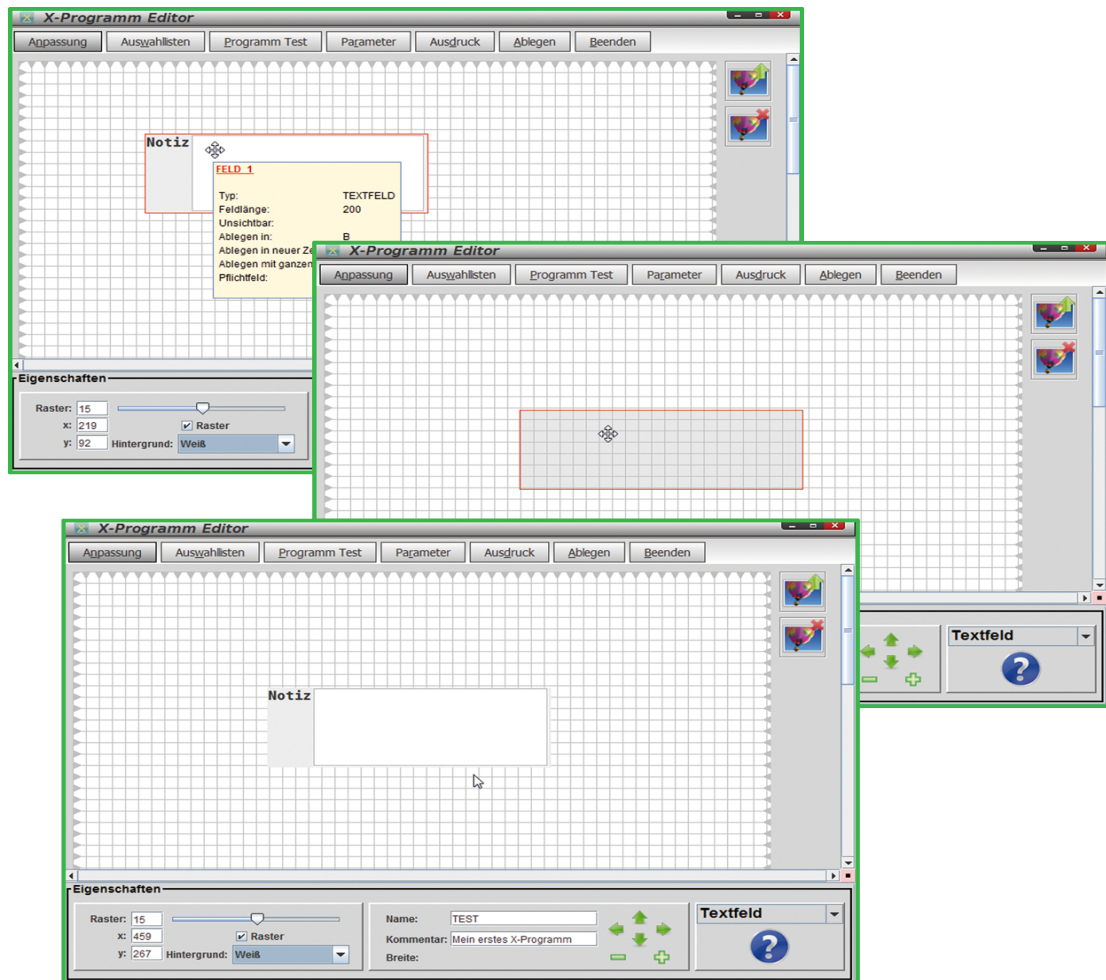 X-Programm Editor
Anpassung Auswahllisten Programm Test Parameter Ausdruck Ablegen Beenden
Notiz
FELD 1
Typ: TEXTFELD
Feldlänge: 200
Unsichtbar:
Ablegen in: B
Ablegen in neuer Ze
Ablegen mit ganzen
Pflichtfeld:
Eigenschaften
Raster: 15
x: 219 Raster
y: 92 Hintergrund: Weiß
X-Programm Editor
Anpassung Auswahllisten Programm Test Parameter Ausdruck Ablegen Beenden
Textfeld
?
X-Programm Editor
Anpassung Auswahllisten Programm Test Parameter Ausdruck Ablegen Beenden
Notiz
Eigenschaften
Raster: 15
x: 459 Raster
y: 267 Hintergrund: Weiß
Name: TEST
Kommentar: Mein erstes X-Programm
Breite:
Textfeld
?